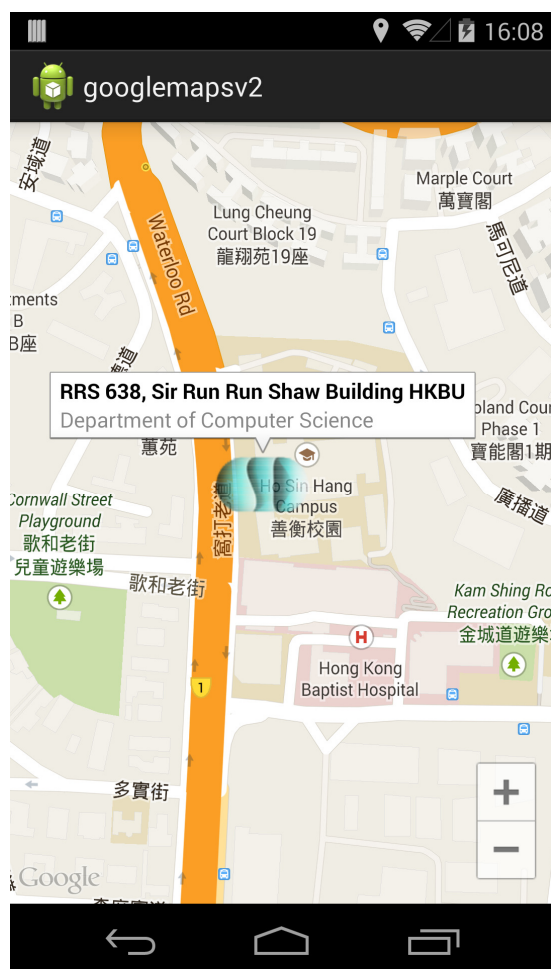 16:08
googlemapsv2
安域道
Marple Court
萬寶閣
Lung Cheung
Court Block 19
龍翔苑19座
Waterloo Rd
馬可尼道
tments
B
B座
RRS 638, Sir Run Run Shaw Building HKBU
Department of Computer Science
oland Cour
Phase 1
寶能閣1期
蕙苑
窩打老道
Ho Sin Hang
Campus
善衡校園
廣播道
Cornwall Street
Playground
歌和老街
兒童遊樂場
歌和老街
Kam Shing Ro
Recreation Gro
金城道遊樂
H
Hong Kong
Baptist Hospital
1
多實街
+
−
Google